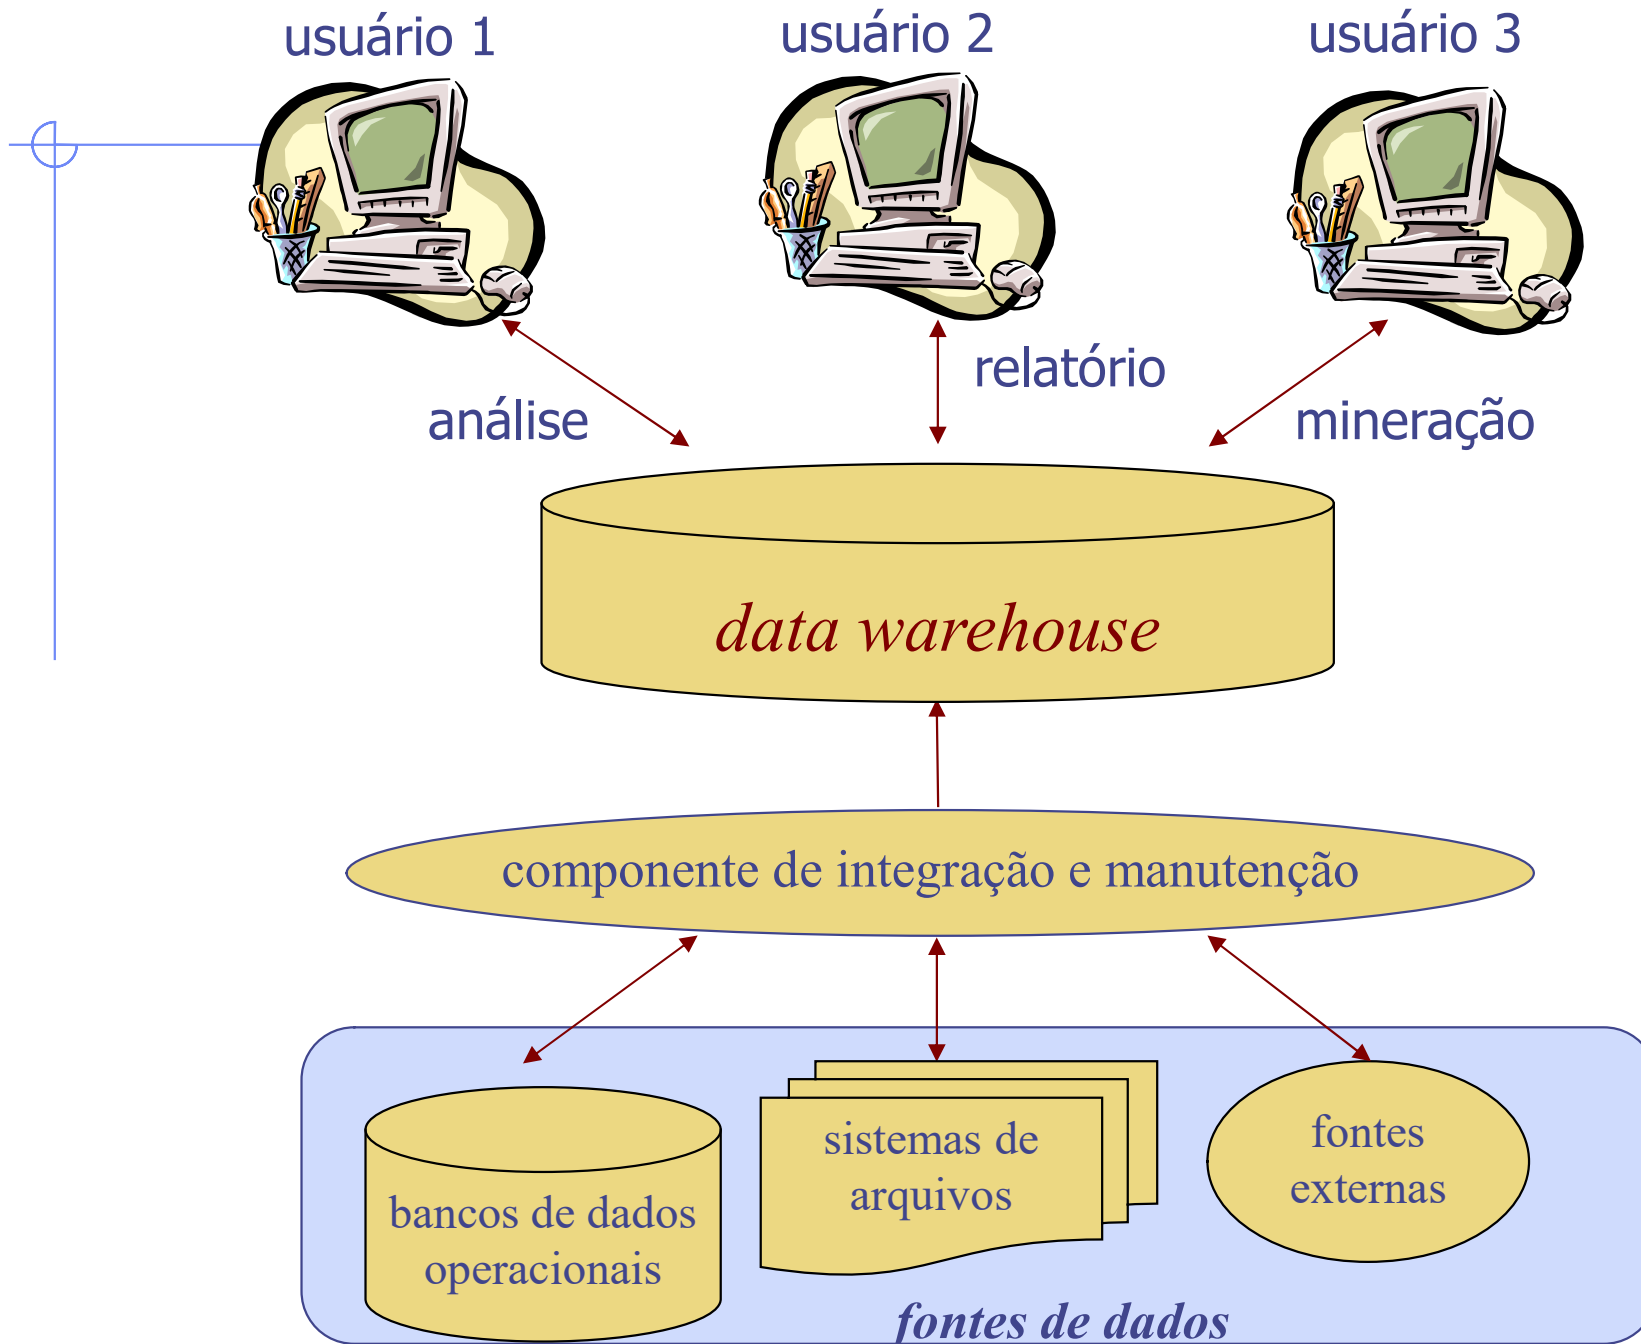 usuário 1
usuário 2
usuário 3
relatório
análise
mineração
data warehouse
componente de integração e manutenção
bancos de dados
operacionais
sistemas de
arquivos
fontes
externas
fontes de dados